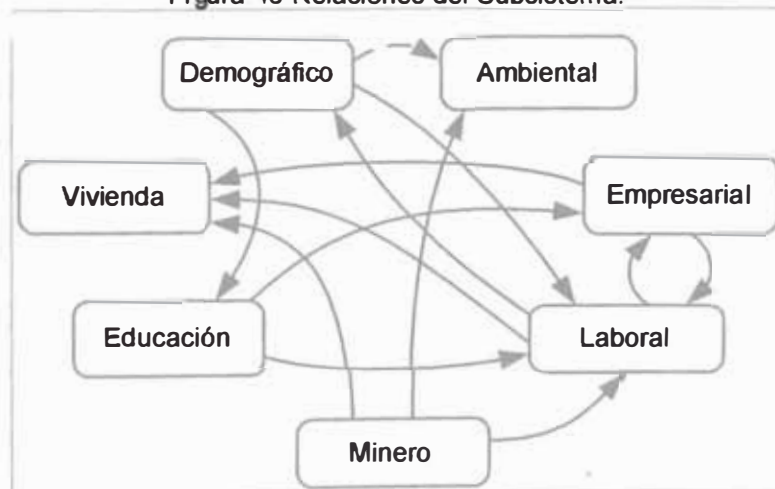 Relaciones del Subsistema.
Demográfico
Ambiental
Vivienda
Empresarial
Educación
Laboral
Minero